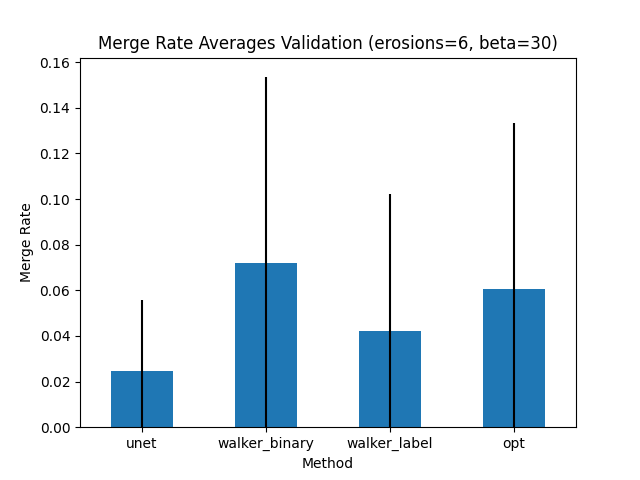 Merge Rate Averages Validation (erosions=6, beta=30)
0.16
0.14
0.12
0.10
0.08
0.06
0.04
0.02
0.00
Merge Rate
unet walker_binary walker_label opt
Method